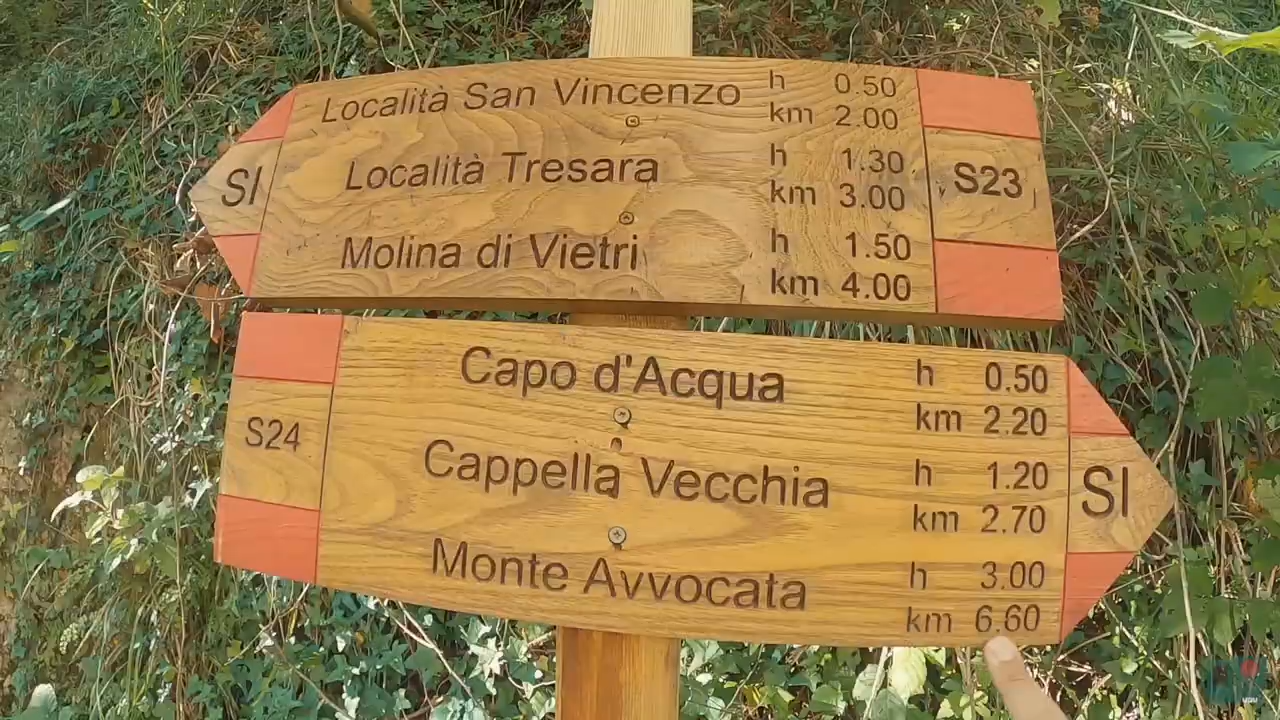 Località San Vincenzo h 0.50
km 2.00
SI Località Tresara h 1.30 S23
km 3.00
Molina di Vietri h 1.50
km 4.00
Capo d'Acqua h 0.50
km 2.20
S24 Cappella Vecchia h 1.20 SI
km 2.70
Monte Avvocata h 3.00
km 6.60